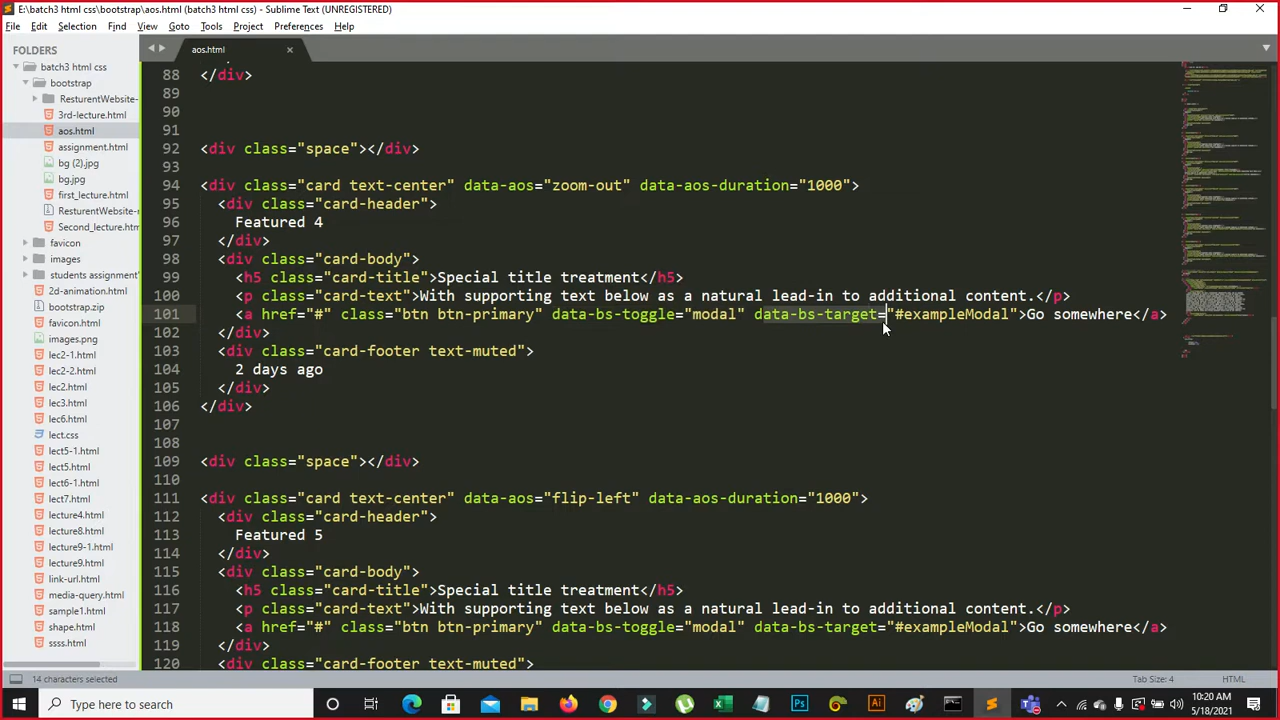 E:\batch3 html css\bootstrap\aos.html (batch3 html css) - Sublime Text (UNREGISTERED)
File Edit Selection Find View Goto Tools Project Preferences Help
FOLDERS
batch3 html css
bootstrap
ResturentWebsite-
3rd-lecture.html
aos.html
assignment.html
bg (2).jpg
bg.jpg
first_lecture.html
ResturentWebsite-r
Second_lecture.htm
favicon
images
students assignment
2d-animation.html
bootstrap.zip
favicon.html
images.png
lec2-1.html
lec2-2.html
lec2.html
lec3.html
lec6.html
lect.css
lect5-1.html
lect5.html
lect6-1.html
lect7.html
lecture4.html
lecture8.html
lecture9-1.html
lecture9.html
link-url.html
media-query.html
sample1.html
shape.html
ssss.html
aos.html
88 </div>
89
90
91
92 <div class="space"></div>
93
94 <div class="card text-center" data-aos="zoom-out" data-aos-duration="1000">
95 <div class="card-header">
96 Featured 4
97 </div>
98 <div class="card-body">
99 <h5 class="card-title">Special title treatment</h5>
100 <p class="card-text">With supporting text below as a natural lead-in to additional content.</p>
101 <a href="#" class="btn btn-primary" data-bs-toggle="modal" data-bs-target="#exampleModal">Go somewhere</a>
102 </div>
103 <div class="card-footer text-muted">
104 2 days ago
105 </div>
106 </div>
107
108
109 <div class="space"></div>
110
111 <div class="card text-center" data-aos="flip-left" data-aos-duration="1000">
112 <div class="card-header">
113 Featured 5
114 </div>
115 <div class="card-body">
116 <h5 class="card-title">Special title treatment</h5>
117 <p class="card-text">With supporting text below as a natural lead-in to additional content.</p>
118 <a href="#" class="btn btn-primary" data-bs-toggle="modal" data-bs-target="#exampleModal">Go somewhere</a>
119 </div>
120 <div class="card-footer text-muted">
14 characters selected
Tab Size: 4
HTML
Type here to search
10:20 AM
5/18/2021